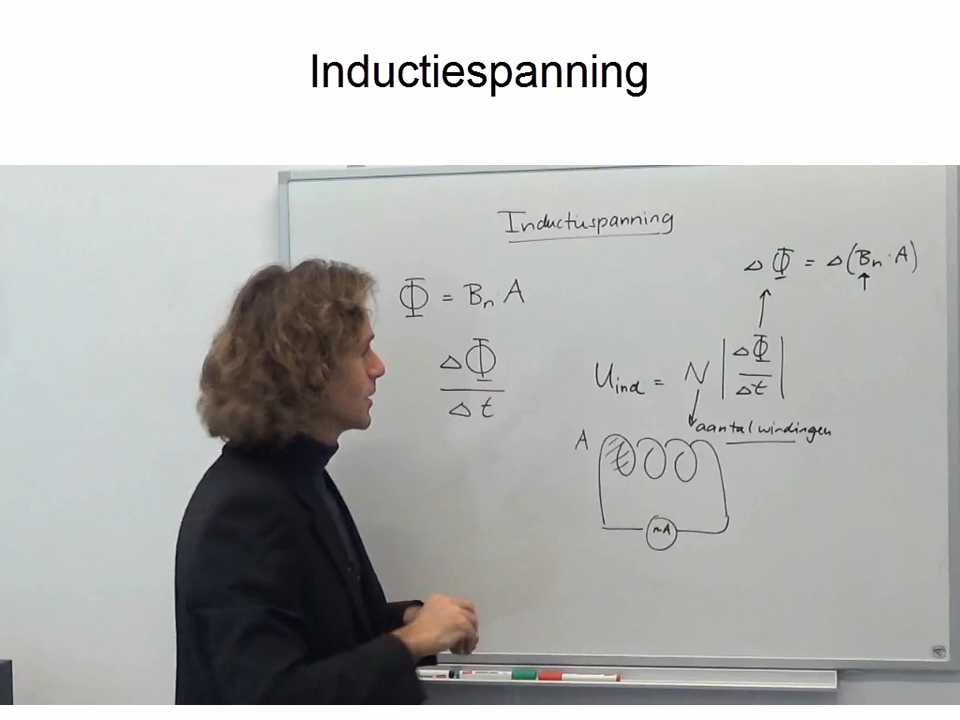 Inductiespanning
Inductiespanning
Φ = Bn · A
ΔΦ = Δ(Bn · A)
ΔΦ
Δt
Uind = N |ΔΦ/Δt|
aantal windingen
A
mA